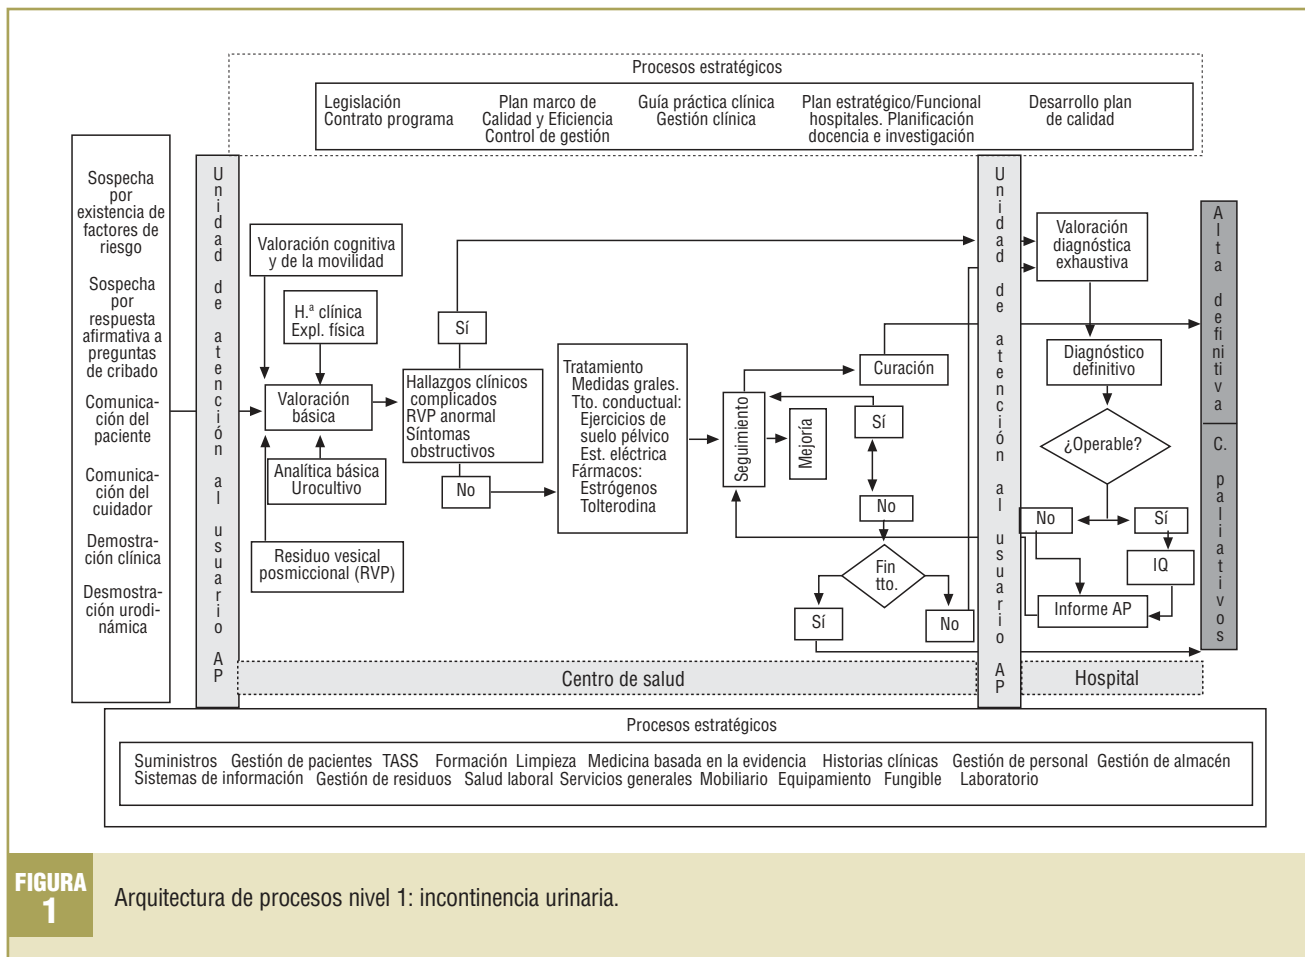 Procesos estratégicos
Legislación
Contrato programa
Plan marco de
Calidad y Eficiencia
Control de gestión
Guía práctica clínica
Gestión clínica
Plan estratégico/Funcional
hospitales. Planificación
docencia e investigación
Desarrollo plan
de calidad
Sospecha
por
existencia de
factores de
riesgo
Sospecha
por
respuesta
afirmativa a
preguntas
de cribado
Comunica-
ción del
paciente
Comunica-
ción del
cuidador
Demostra-
ción clínica
Desmostra-
ción urodi-
námica
Unidad de atención al usuario AP
Valoración cognitiva
y de la movilidad
H.ª clínica
Expl. física
Valoración
básica
Analítica básica
Urocultivo
Residuo vesical
posmiccional (RVP)
Sí
Hallazgos clínicos
complicados
RVP anormal
Síntomas
obstructivos
No
Tratamiento
Medidas grales.
Tto. conductual:
Ejercicios de
suelo pélvico
Est. eléctrica
Fármacos:
Estrógenos
Tolterodina
Seguimiento
Mejoría
Curación
Sí
No
Fin
tto.
Sí
No
Unidad de atención al usuario AP
Valoración
diagnóstica
exhaustiva
Diagnóstico
definitivo
¿Operable?
No
Sí
IQ
Informe AP
Alta definitiva
C. paliativos
Centro de salud
Hospital
Procesos estratégicos
Suministros Gestión de pacientes TASS Formación Limpieza Medicina basada en la evidencia Historias clínicas Gestión de personal Gestión de almacén
Sistemas de información Gestión de residuos Salud laboral Servicios generales Mobiliario Equipamiento Fungible Laboratorio
FIGURA
1
Arquitectura de procesos nivel 1: incontinencia urinaria.